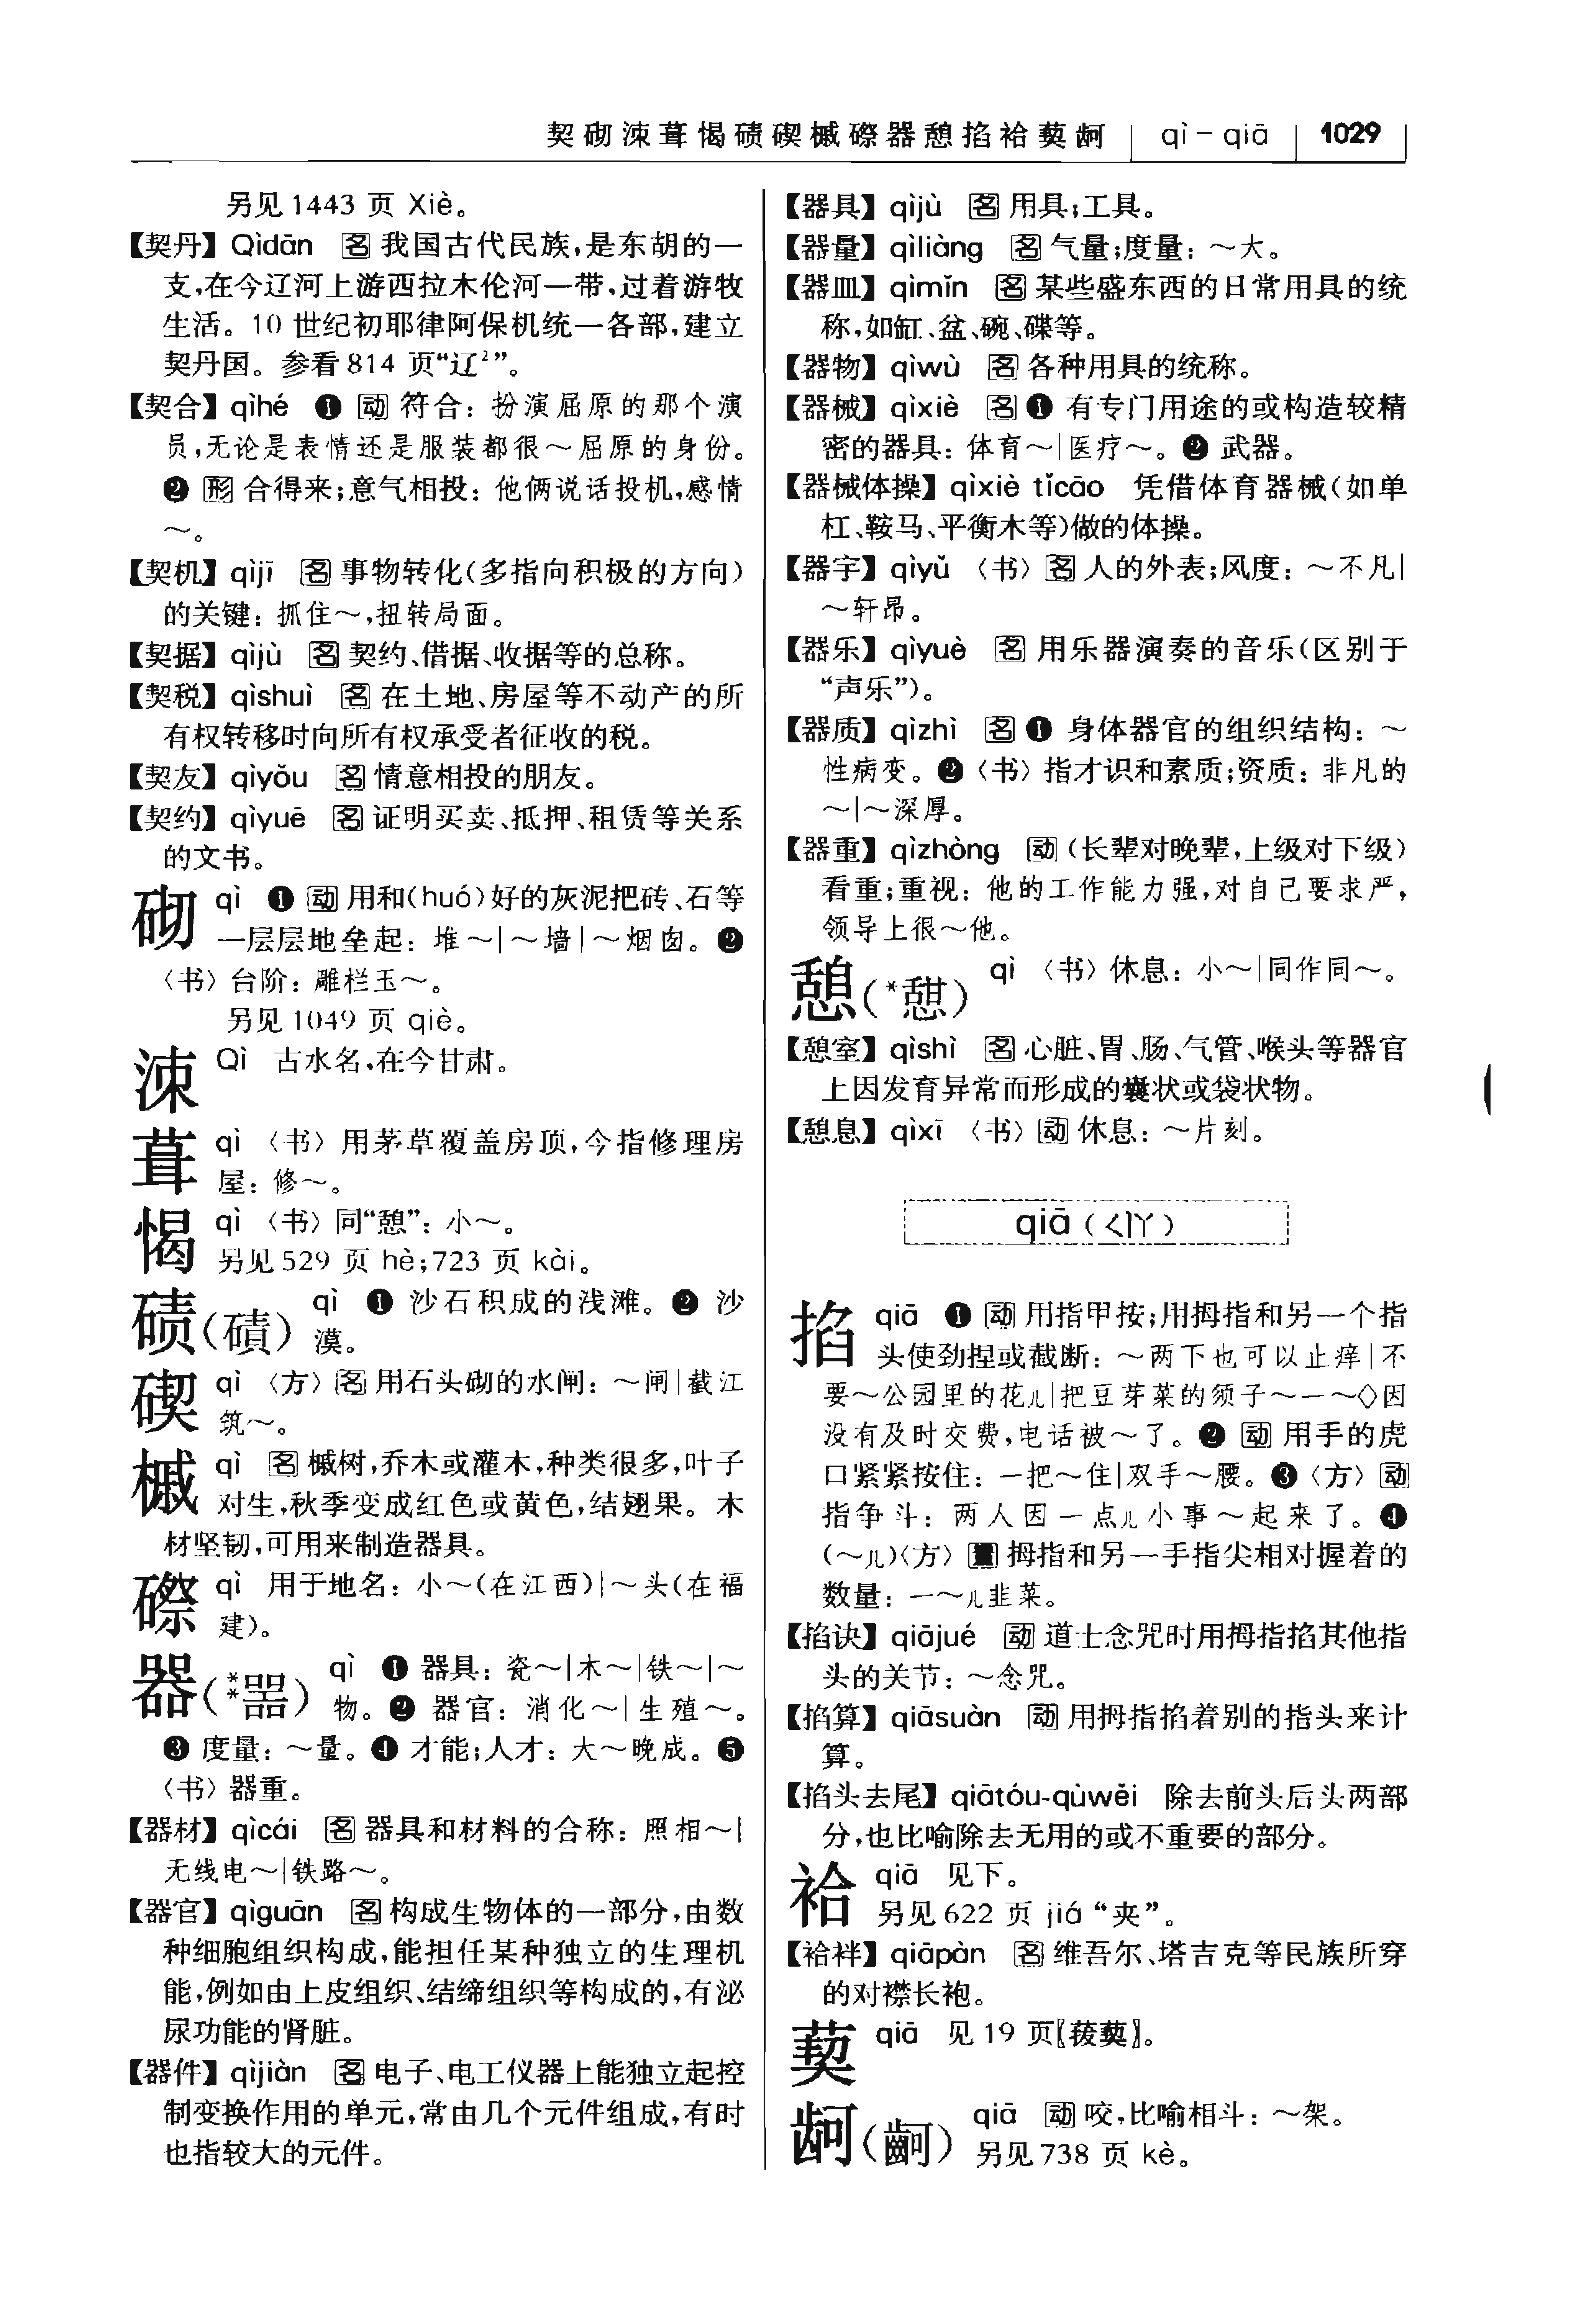 契砌湅葺愒碛碶槭磜器憩掐袷葜龂 qì－qiā 1029
另见1443 页 Xiè。
【契丹】Qìdān 名 我国古代民族,是东胡的一
支,在今辽河上游西拉木伦河一带,过着游牧
生活。10 世纪初耶律阿保机统一各部,建立
契丹国。参看814 页“辽²”。
【契合】qìhé ❶ 动 符合：扮演屈原的那个演
员,无论是表情还是服装都很～屈原的身份。
❷ 形 合得来;意气相投：他俩说话投机,感情
～。
【契机】qìjī 名 事物转化(多指向积极的方向)
的关键：抓住～,扭转局面。
【契据】qìjù 名 契约、借据、收据等的总称。
【契税】qìshuì 名 在土地、房屋等不动产的所
有权转移时向所有权承受者征收的税。
【契友】qìyǒu 名 情意相投的朋友。
【契约】qìyuē 名 证明买卖、抵押、租赁等关系
的文书。
砌 qì ❶ 动 用和(huó)好的灰泥把砖、石等
一层层地垒起：堆～|～墙|～烟囱。❷
〈书〉台阶：雕栏玉～。
另见1049 页 qiè。
湅 Qì 古水名,在今甘肃。
葺 qì 〈书〉用茅草覆盖房顶,今指修理房
屋：修～。
愒 qì 〈书〉同“憩”：小～。
另见529 页 hè;723 页 kài。
碛(磧) qì ❶ 沙石积成的浅滩。❷ 沙
漠。
碶 qì 〈方〉名 用石头砌的水闸：～闸|截江
筑～。
槭 qì 名 槭树,乔木或灌木,种类很多,叶子
对生,秋季变成红色或黄色,结翅果。木
材坚韧,可用来制造器具。
磜 qì 用于地名：小～(在江西)|～头(在福
建)。
器(**噐) qì ❶ 器具：瓷～|木～|铁～|～
物。❷ 器官：消化～|生殖～。
❸ 度量：～量。❹ 才能;人才：大～晚成。❺
〈书〉器重。
【器材】qìcái 名 器具和材料的合称：照相～|
无线电～|铁路～。
【器官】qìguān 名 构成生物体的一部分,由数
种细胞组织构成,能担任某种独立的生理机
能,例如由上皮组织、结缔组织等构成的,有泌
尿功能的肾脏。
【器件】qìjiàn 名 电子、电工仪器上能独立起控
制变换作用的单元,常由几个元件组成,有时
也指较大的元件。
【器具】qìjù 名 用具;工具。
【器量】qìliàng 名 气量;度量：～大。
【器皿】qìmǐn 名 某些盛东西的日常用具的统
称,如缸、盆、碗、碟等。
【器物】qìwù 名 各种用具的统称。
【器械】qìxiè 名 ❶ 有专门用途的或构造较精
密的器具：体育～|医疗～。❷ 武器。
【器械体操】qìxiè tǐcāo 凭借体育器械(如单
杠、鞍马、平衡木等)做的体操。
【器宇】qìyǔ 〈书〉名 人的外表;风度：～不凡|
～轩昂。
【器乐】qìyuè 名 用乐器演奏的音乐(区别于
“声乐”)。
【器质】qìzhì 名 ❶ 身体器官的组织结构：～
性病变。❷〈书〉指才识和素质;资质：非凡的
～|～深厚。
【器重】qìzhòng 动 (长辈对晚辈,上级对下级)
看重;重视：他的工作能力强,对自己要求严,
领导上很～他。
憩(*憇) qì 〈书〉休息：小～|同作同～。
【憩室】qìshì 名 心脏、胃、肠、气管、喉头等器官
上因发育异常而形成的囊状或袋状物。
【憩息】qìxī 〈书〉动 休息：～片刻。
qiā (ㄑㄧㄚ)
掐 qiā ❶ 动 用指甲按;用拇指和另一个指
头使劲捏或截断：～两下也可以止痒|不
要～公园里的花儿|把豆芽菜的须子～一～◇因
没有及时交费,电话被～了。❷ 动 用手的虎
口紧紧按住：一把～住|双手～腰。❸〈方〉动
指争斗：两人因一点儿小事～起来了。❹
(～儿)〈方〉量 拇指和另一手指尖相对握着的
数量：一～儿韭菜。
【掐诀】qiājué 动 道士念咒时用拇指掐其他指
头的关节：～念咒。
【掐算】qiāsuàn 动 用拇指掐着别的指头来计
算。
【掐头去尾】qiātóu-qùwěi 除去前头后头两部
分,也比喻除去无用的或不重要的部分。
袷 qiā 见下。
另见622 页 jiá “夹”。
【袷袢】qiāpàn 名 维吾尔、塔吉克等民族所穿
的对襟长袍。
葜 qiā 见19 页〖菝葜〗。
䶗(齣) qiā 动 咬,比喻相斗：～架。
另见738 页 kè。